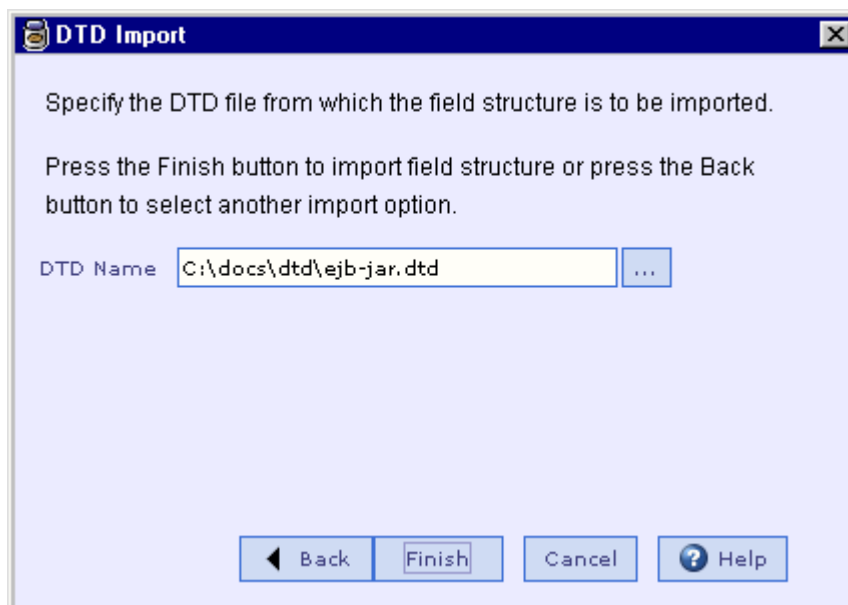 DTD Import
Specify the DTD file from which the field structure is to be imported.
Press the Finish button to import field structure or press the Back
button to select another import option.
DTD Name C:\docs\dtd\ejb-jar.dtd ...
Back Finish Cancel ? Help